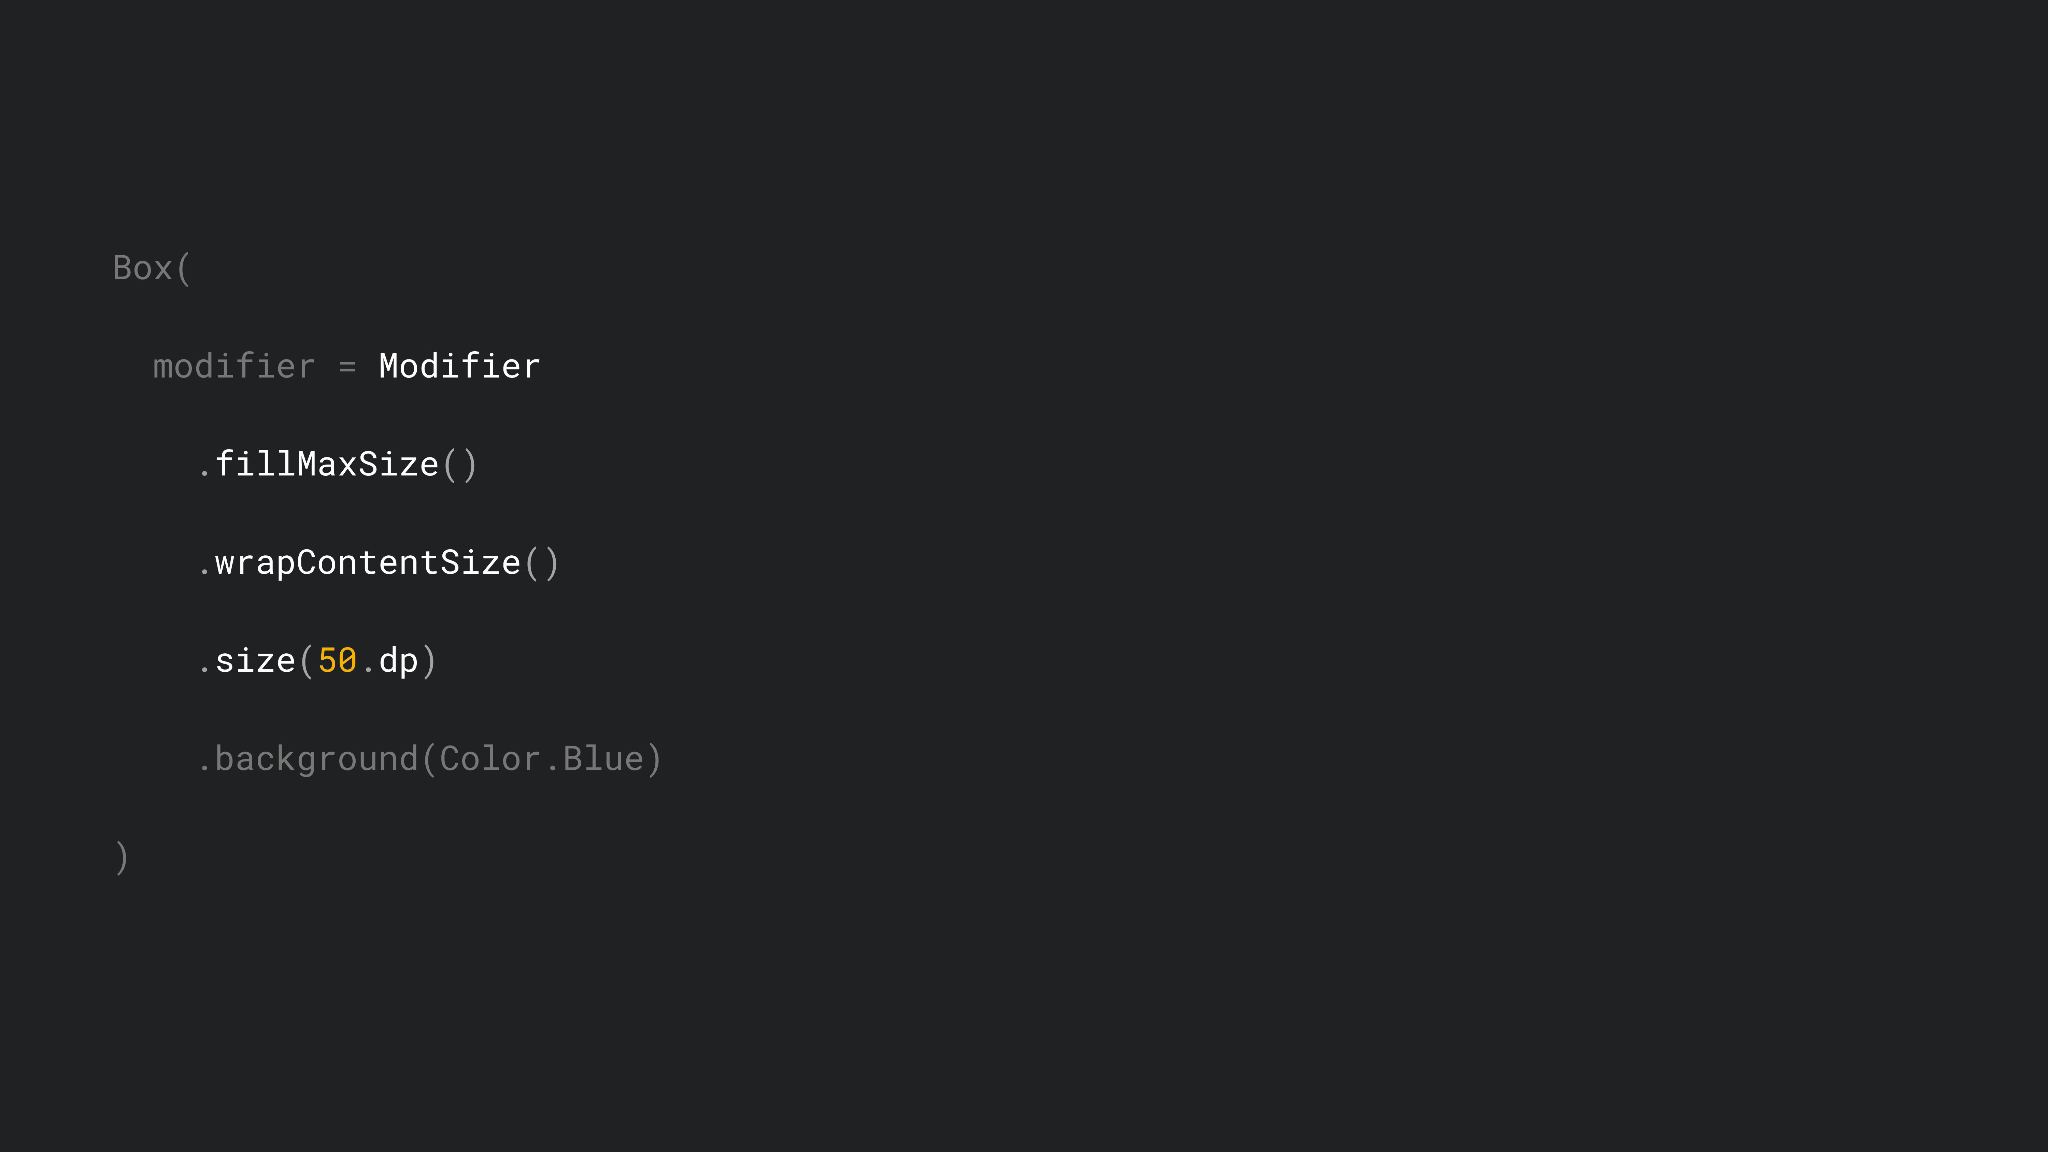 Box(
modifier = Modifier
.fillMaxSize()
.wrapContentSize()
.size(50.dp)
.background(Color.Blue)
)